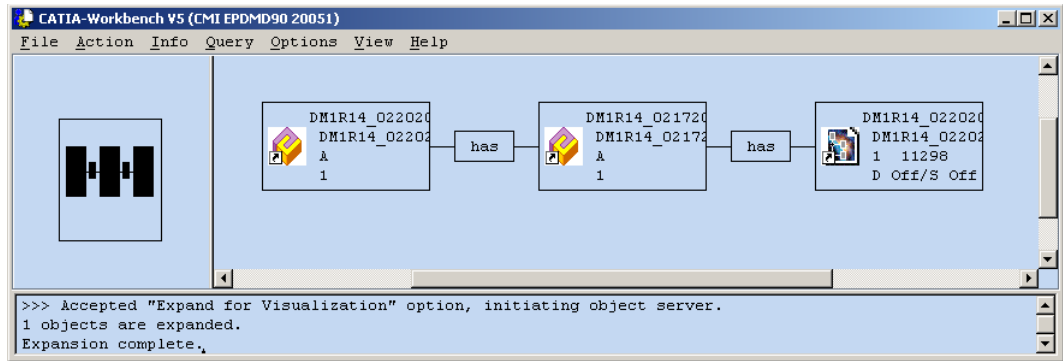 CATIA-Workbench V5 (CMI EPDMD90 20051)
File Action Info Query Options View Help
DM1R14_022020
DM1R14_02202
A
1
has
DM1R14_021720
DM1R14_02172
A
1
has
DM1R14_022020
DM1R14_02202
1 11298
D Off/S Off
>>> Accepted "Expand for Visualization" option, initiating object server.
1 objects are expanded.
Expansion complete.